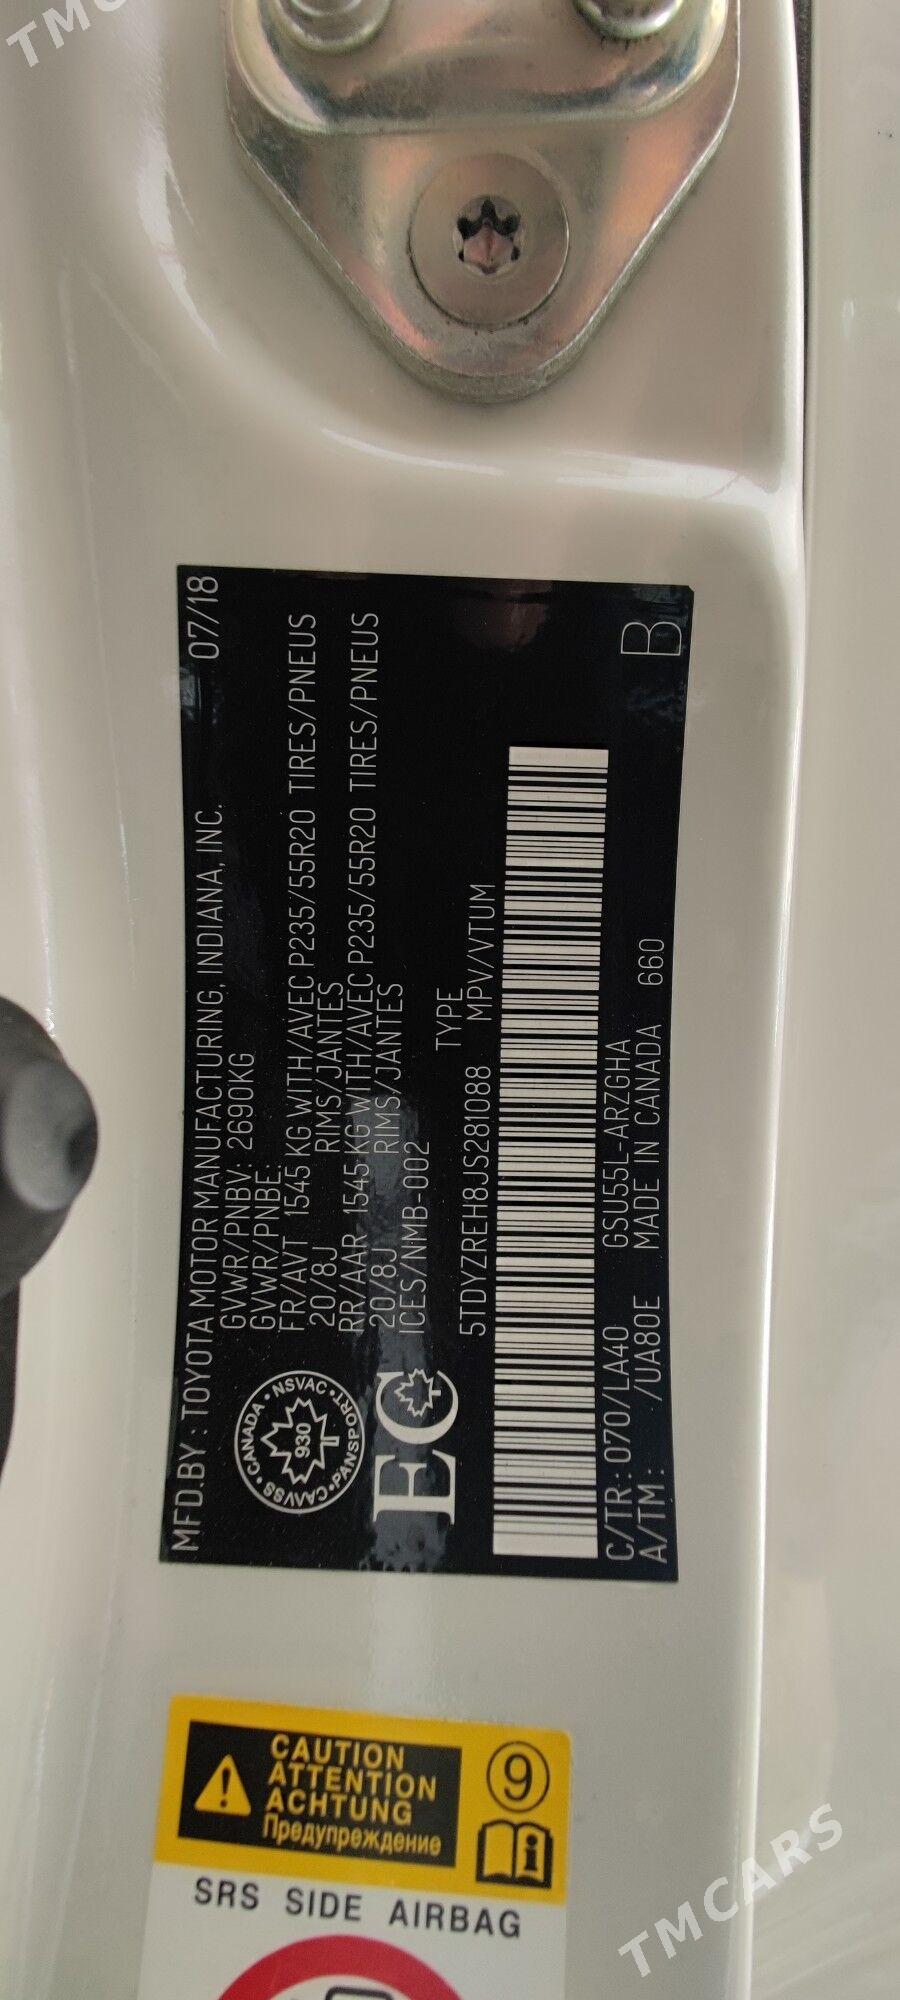 TMCARS
MFD.BY : TOYOTA MOTOR MANUFACTURING, INDIANA, INC. 07/18
GVWR/PNBV: 2690KG
GVWR/PNBE:
FR/AVT 1545 KG WITH/AVEC P235/55R20 TIRES/PNEUS
20/8J RIMS/JANTES
RR/AAR 1545 KG WITH/AVEC P235/55R20 TIRES/PNEUS
20/8J RIMS/JANTES
ICES/NMB-002
CANADA • NSVAC • TRANSPORT • CMVSS •
930
EC
TYPE
5TDYZREH8JS281088 MPV/VTUM
C/TR: 070/LA40 GSU55L-ARZGHA
A/TM: /UA80E MADE IN CANADA 660
B
CAUTION
ATTENTION
ACHTUNG
Предупреждение
9
i
SRS SIDE AIRBAG
TMCARS